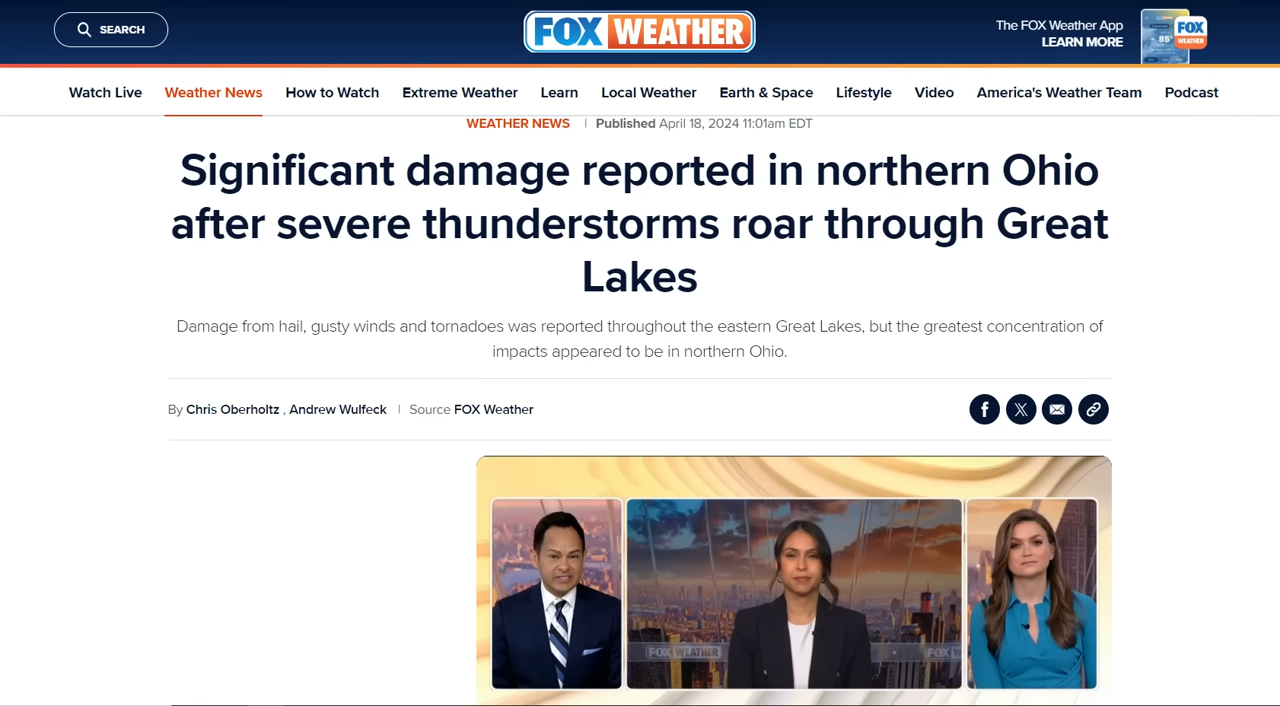 SEARCH
FOX WEATHER
The FOX Weather App
LEARN MORE
85°
FOX
WEATHER
Watch Live Weather News How to Watch Extreme Weather Learn Local Weather Earth & Space Lifestyle Video America's Weather Team Podcast
WEATHER NEWS | Published April 18, 2024 11:01am EDT
Significant damage reported in northern Ohio
after severe thunderstorms roar through Great
Lakes
Damage from hail, gusty winds and tornadoes was reported throughout the eastern Great Lakes, but the greatest concentration of
impacts appeared to be in northern Ohio.
By Chris Oberholtz , Andrew Wulfeck | Source FOX Weather
FOX WEATHER
FOX W